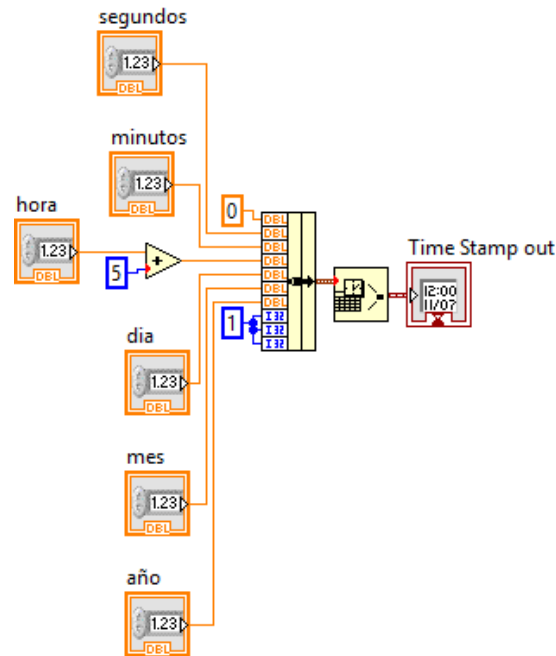 segundos
1.23
DBL
minutos
1.23
DBL
hora
1.23
DBL
5
+
0
DBL
DBL
DBL
DBL
DBL
DBL
DBL
I32
I32
I32
1
Time Stamp out
12:00
11/07
dia
1.23
DBL
mes
1.23
DBL
año
1.23
DBL